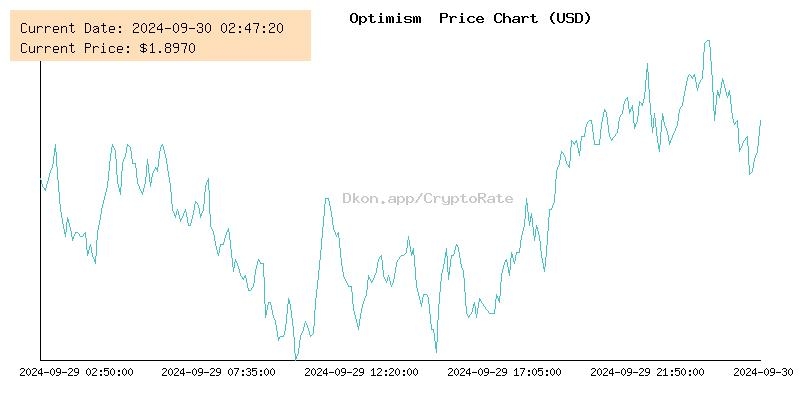 Optimism Price Chart (USD)
Current Date: 2024-09-30 02:47:20
Current Price: $1.8970
Dkon.app/CryptoRate
2024-09-29 02:50:00 2024-09-29 07:35:00 2024-09-29 12:20:00 2024-09-29 17:05:00 2024-09-29 21:50:00 2024-09-30